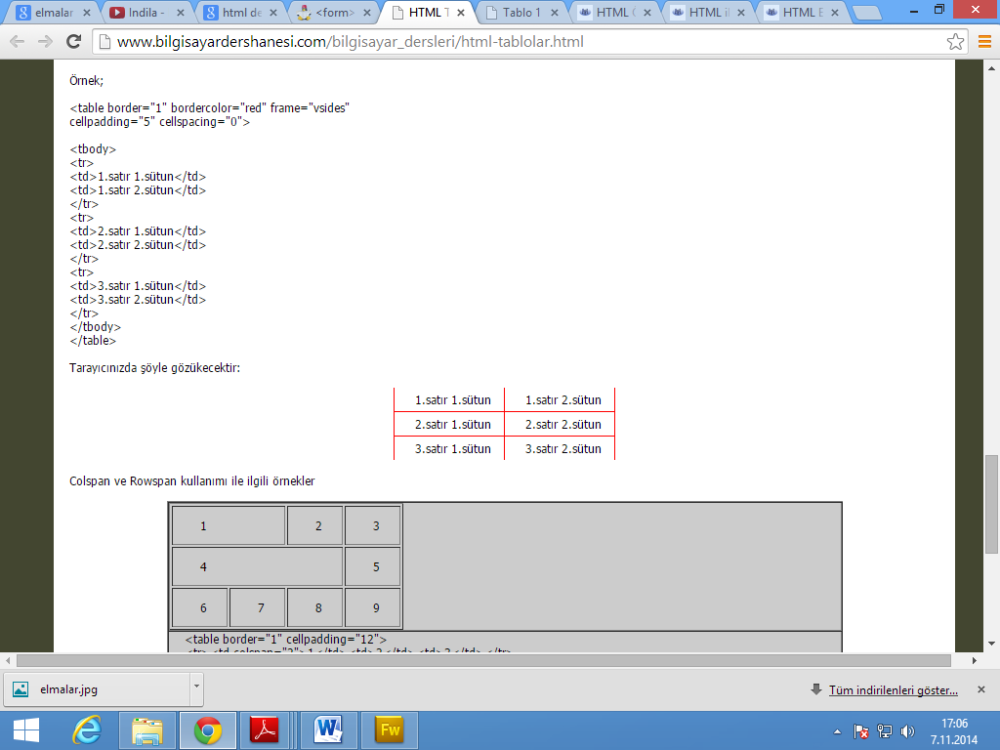 elmalar
Indila -
html de
<form>
HTML T
Tablo 1
HTML
HTML il
HTML E
www.bilgisayardershanesi.com/bilgisayar_dersleri/html-tablolar.html
Örnek;
<table border="1" bordercolor="red" frame="vsides"
cellpadding="5" cellspacing="0">
<tbody>
<tr>
<td>1.satır 1.sütun</td>
<td>1.satır 2.sütun</td>
</tr>
<tr>
<td>2.satır 1.sütun</td>
<td>2.satır 2.sütun</td>
</tr>
<tr>
<td>3.satır 1.sütun</td>
<td>3.satır 2.sütun</td>
</tr>
</tbody>
</table>
Tarayıcınızda şöyle gözükecektir:
1.satır 1.sütun 1.satır 2.sütun
2.satır 1.sütun 2.satır 2.sütun
3.satır 1.sütun 3.satır 2.sütun
Colspan ve Rowspan kullanımı ile ilgili örnekler
1 2 3
4 5
6 7 8 9
<table border="1" cellpadding="12">
<tr> <td colspan="2"> 1 </td> <td> 2 </td> <td> 3 </td> </tr>
elmalar.jpg
Tüm indirilenleri göster...
Fw
17:06
7.11.2014